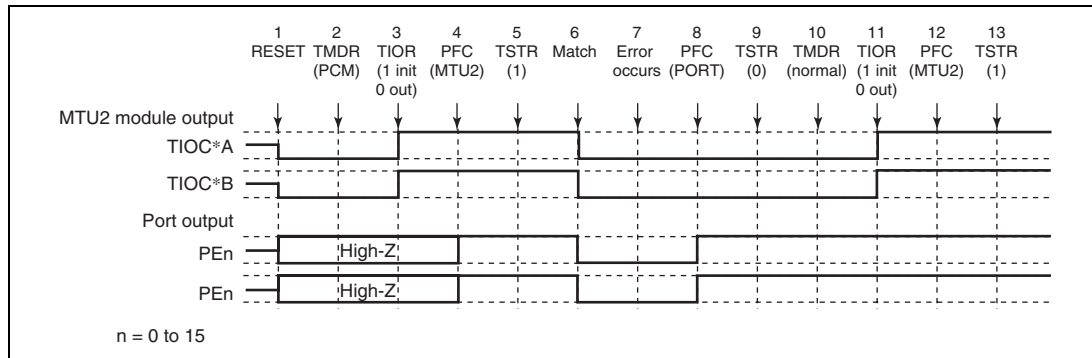 1 2 3 4 5 6 7 8 9 10 11 12 13
RESET TMDR TIOR PFC TSTR Match Error PFC TSTR TMDR TIOR PFC TSTR
(PCM) (1 init (MTU2) (1) occurs (PORT) (0) (normal) (1 init (MTU2) (1)
0 out) 0 out)
MTU2 module output
TIOC*A
TIOC*B
Port output
PEn High-Z
PEn High-Z
n = 0 to 15